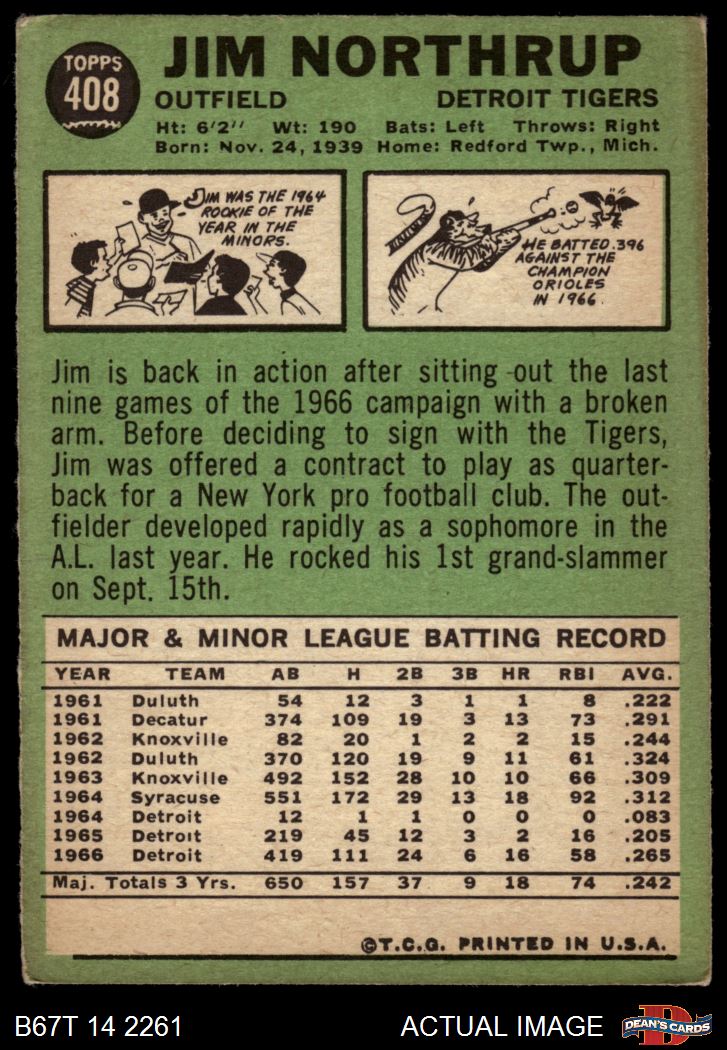 TOPPS
408
JIM NORTHRUP
OUTFIELD DETROIT TIGERS
Ht: 6'2" Wt: 190 Bats: Left Throws: Right
Born: Nov. 24, 1939 Home: Redford Twp., Mich.
JIM WAS THE 1964
ROOKIE OF THE
YEAR IN THE
MINORS.
HE BATTED .396
AGAINST THE
CHAMPION
ORIOLES
IN 1966.
Jim is back in action after sitting out the last
nine games of the 1966 campaign with a broken
arm. Before deciding to sign with the Tigers,
Jim was offered a contract to play as quarter-
back for a New York pro football club. The out-
fielder developed rapidly as a sophomore in the
A.L. last year. He rocked his 1st grand-slammer
on Sept. 15th.
MAJOR & MINOR LEAGUE BATTING RECORD
YEAR TEAM AB H 2B 3B HR RBI AVG.
1961 Duluth 54 12 3 1 1 8 .222
1961 Decatur 374 109 19 3 13 73 .291
1962 Knoxville 82 20 1 2 2 15 .244
1962 Duluth 370 120 19 9 11 61 .324
1963 Knoxville 492 152 28 10 10 66 .309
1964 Syracuse 551 172 29 13 18 92 .312
1964 Detroit 12 1 1 0 0 0 .083
1965 Detroit 219 45 12 3 2 16 .205
1966 Detroit 419 111 24 6 16 58 .265
Maj. Totals 3 Yrs. 650 157 37 9 18 74 .242
©T.C.G. PRINTED IN U.S.A.
B67T 14 2261 ACTUAL IMAGE
D
DEAN'S CARDS